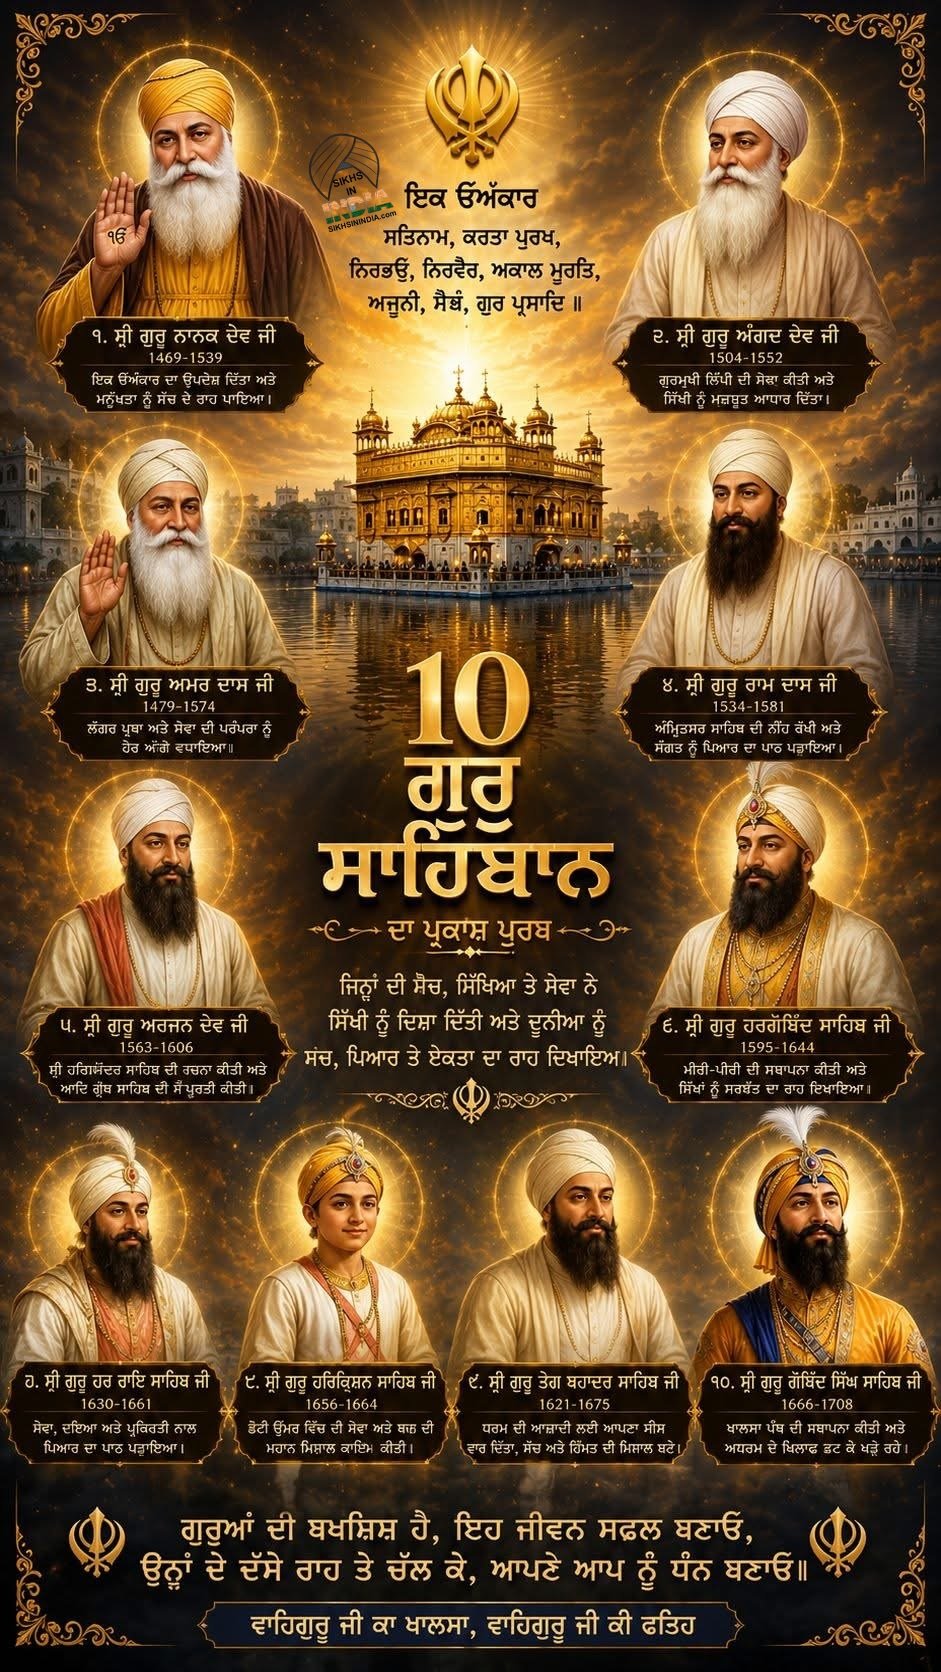 ੴ
SIKHS
IN
INDIA
SIKHSININDIA.com
ਇਕ ਓਅੰਕਾਰ
ਸਤਿਨਾਮ, ਕਰਤਾ ਪੁਰਖ,
ਨਿਰਭਉ, ਨਿਰਵੈਰ, ਅਕਾਲ ਮੂਰਤਿ,
ਅਜੂਨੀ, ਸੈਭੰ, ਗੁਰ ਪ੍ਰਸਾਦਿ ॥
੧. ਸ੍ਰੀ ਗੁਰੂ ਨਾਨਕ ਦੇਵ ਜੀ
1469-1539
ਇਕ ਓਅੰਕਾਰ ਦਾ ਉਪਦੇਸ਼ ਦਿੱਤਾ ਅਤੇ
ਮਨੁੱਖਤਾ ਨੂੰ ਸੱਚ ਦੇ ਰਾਹ ਪਾਇਆ।
੨. ਸ੍ਰੀ ਗੁਰੂ ਅੰਗਦ ਦੇਵ ਜੀ
1504-1552
ਗੁਰਮੁਖੀ ਲਿੱਪੀ ਦੀ ਸੇਵਾ ਕੀਤੀ ਅਤੇ
ਸਿੱਖੀ ਨੂੰ ਮਜ਼ਬੂਤ ਆਧਾਰ ਦਿੱਤਾ।
੩. ਸ੍ਰੀ ਗੁਰੂ ਅਮਰ ਦਾਸ ਜੀ
1479-1574
ਲੰਗਰ ਪ੍ਰਥਾ ਅਤੇ ਸੇਵਾ ਦੀ ਪਰੰਪਰਾ ਨੂੰ
ਹੋਰ ਅੱਗੇ ਵਧਾਇਆ॥
੪. ਸ੍ਰੀ ਗੁਰੂ ਰਾਮ ਦਾਸ ਜੀ
1534-1581
ਅੰਮ੍ਰਿਤਸਰ ਸਾਹਿਬ ਦੀ ਨੀਂਹ ਰੱਖੀ ਅਤੇ
ਸੰਗਤ ਨੂੰ ਪਿਆਰ ਦਾ ਪਾਠ ਪੜ੍ਹਾਇਆ।
10
ਗੁਰੂ
ਸਾਹਿਬਾਨ
ਦਾ ਪ੍ਰਕਾਸ਼ ਪੁਰਬ
ਜਿਨ੍ਹਾਂ ਦੀ ਸੋਚ, ਸਿੱਖਿਆ ਤੇ ਸੇਵਾ ਨੇ
ਸਿੱਖੀ ਨੂੰ ਦਿਸ਼ਾ ਦਿੱਤੀ ਅਤੇ ਦੁਨੀਆ ਨੂੰ
ਸੱਚ, ਪਿਆਰ ਤੇ ਏਕਤਾ ਦਾ ਰਾਹ ਦਿਖਾਇਆ॥
੫. ਸ੍ਰੀ ਗੁਰੂ ਅਰਜਨ ਦੇਵ ਜੀ
1563-1606
ਸ੍ਰੀ ਸਾਹਿਬ ਦੀ ਰਚਨਾ ਕੀਤੀ ਅਤੇ
ਆਦਿ ਗ੍ਰੰਥ ਸਾਹਿਬ ਦੀ ਸੰਪੂਰਤੀ ਕੀਤੀ॥
੬. ਸ੍ਰੀ ਗੁਰੂ ਹਰਗੋਬਿੰਦ ਸਾਹਿਬ ਜੀ
1595-1644
ਮੀਰੀ-ਪੀਰੀ ਦੀ ਸਥਾਪਨਾ ਕੀਤੀ ਅਤੇ
ਸਿੱਖਾਂ ਨੂੰ ਸਰਬੱਤ ਦਾ ਰਾਹ ਦਿਖਾਇਆ॥
੭. ਸ੍ਰੀ ਗੁਰੂ ਹਰ ਰਾਇ ਸਾਹਿਬ ਜੀ
1630-1661
ਸੇਵਾ, ਦਇਆ ਅਤੇ ਪ੍ਰਕਿਰਤੀ ਨਾਲ
ਪਿਆਰ ਦਾ ਪਾਠ ਪੜ੍ਹਾਇਆ।
੮. ਸ੍ਰੀ ਗੁਰੂ ਹਰਿਕ੍ਰਿਸ਼ਨ ਸਾਹਿਬ ਜੀ
1656-1664
ਛੋਟੀ ਉਮਰ ਵਿੱਚ ਦੀ ਸੇਵਾ ਅਤੇ ਦੀ
ਮਹਾਨ ਮਿਸਾਲ ਕਾਇਮ ਕੀਤੀ।
੯. ਸ੍ਰੀ ਗੁਰੂ ਤੇਗ ਬਹਾਦਰ ਸਾਹਿਬ ਜੀ
1621-1675
ਧਰਮ ਦੀ ਆਜ਼ਾਦੀ ਲਈ ਆਪਣਾ ਸੀਸ
ਵਾਰ ਦਿੱਤਾ, ਸੱਚ ਅਤੇ ਹਿੰਮਤ ਦੀ ਮਿਸਾਲ ਬਣੇ।
੧੦. ਸ੍ਰੀ ਗੁਰੂ ਗੋਬਿੰਦ ਸਿੰਘ ਸਾਹਿਬ ਜੀ
1666-1708
ਖਾਲਸਾ ਪੰਥ ਦੀ ਸਥਾਪਨਾ ਕੀਤੀ ਅਤੇ
ਅਧਰਮ ਦੇ ਖਿਲਾਫ ਡਟ ਕੇ ਖੜ੍ਹੇ ਰਹੇ।
ਗੁਰੂਆਂ ਦੀ ਬਖਸ਼ਿਸ਼ ਹੈ, ਇਹ ਜੀਵਨ ਸਫਲ ਬਣਾਓ,
ਉਨ੍ਹਾਂ ਦੇ ਦੱਸੇ ਰਾਹ ਤੇ ਚੱਲ ਕੇ, ਆਪਣੇ ਆਪ ਨੂੰ ਧੰਨ ਬਣਾਓ॥
ਵਾਹਿਗੁਰੂ ਜੀ ਕਾ ਖਾਲਸਾ, ਵਾਹਿਗੁਰੂ ਜੀ ਕੀ ਫਤਿਹ